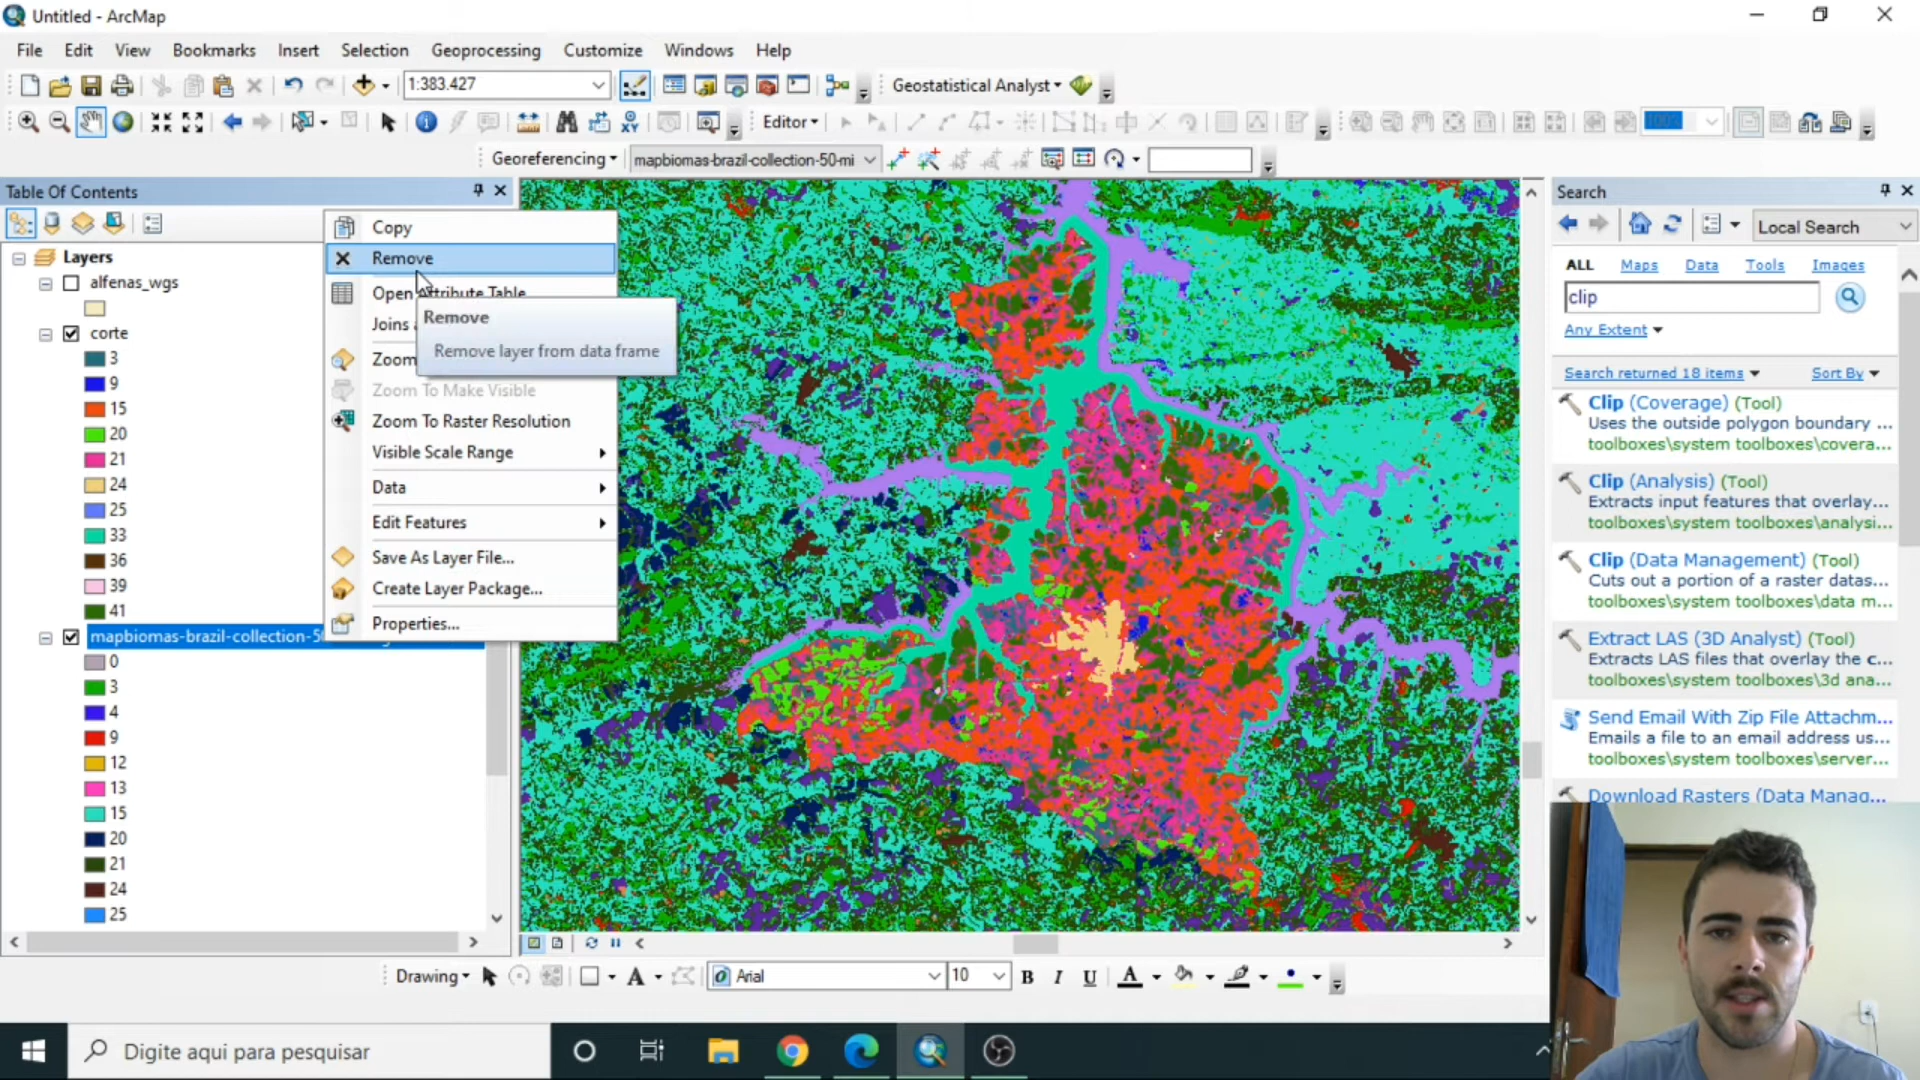 Untitled - ArcMap
File Edit View Bookmarks Insert Selection Geoprocessing Customize Windows Help
1:383.427
Geostatistical Analyst
Editor
100%
Georeferencing
mapbiomas-brazil-collection-50-mi
Table Of Contents
Layers
alfenas_wgs
corte
3
9
15
20
21
24
25
33
36
39
41
mapbiomas-brazil-collection-5
0
3
4
9
12
13
15
20
21
24
25
Copy
Remove
Open Attribute Table
Joins
Zoom
Zoom To Make Visible
Zoom To Raster Resolution
Visible Scale Range
Data
Edit Features
Save As Layer File...
Create Layer Package...
Properties...
Remove
Remove layer from data frame
Search
Local Search
ALL Maps Data Tools Images
clip
Any Extent
Search returned 18 items Sort By
Clip (Coverage) (Tool)
Uses the outside polygon boundary ...
toolboxes\system toolboxes\covera...
Clip (Analysis) (Tool)
Extracts input features that overlay...
toolboxes\system toolboxes\analysi...
Clip (Data Management) (Tool)
Cuts out a portion of a raster datas...
toolboxes\system toolboxes\data m...
Extract LAS (3D Analyst) (Tool)
Extracts LAS files that overlay the c...
toolboxes\system toolboxes\3d ana...
Send Email With Zip File Attachm...
Emails a file to an email address us...
toolboxes\system toolboxes\server...
Download Rasters (Data Manag...
Drawing
A
Arial
10
B I U A
Digite aqui para pesquisar